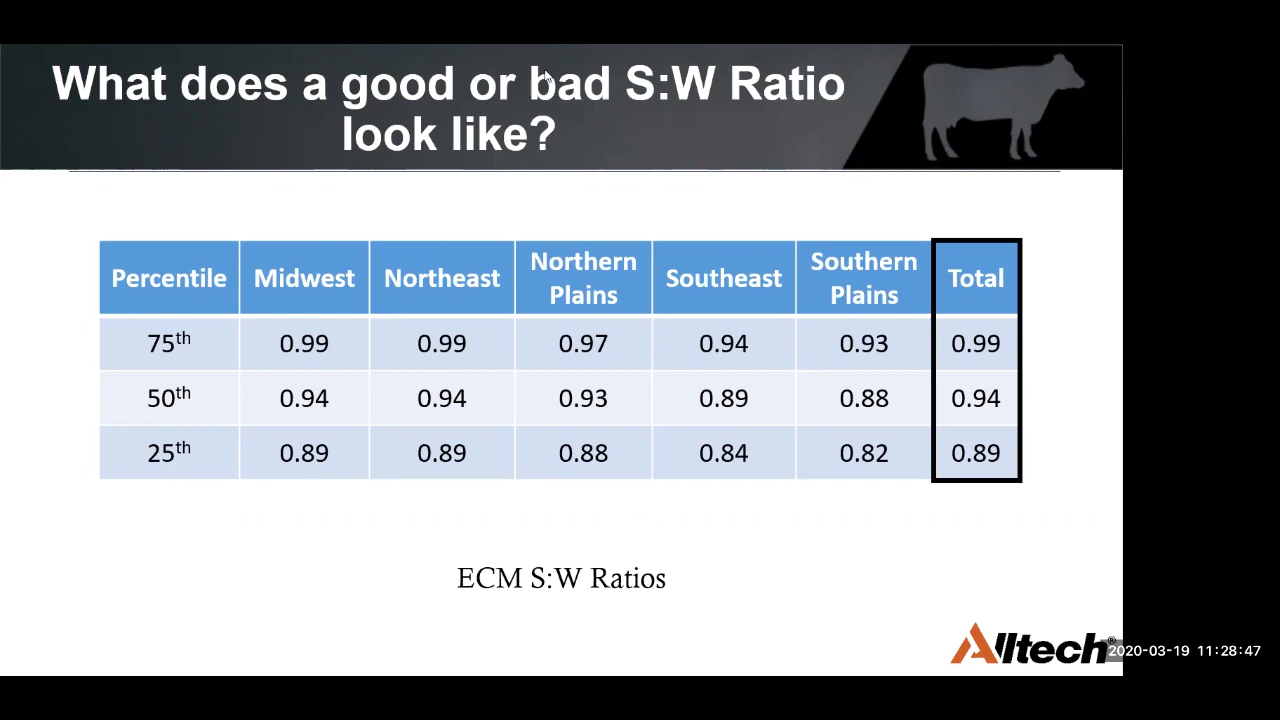 What does a good or bad S:W Ratio
look like?
Percentile Midwest Northeast Northern Plains Southeast Southern Plains Total
75th 0.99 0.99 0.97 0.94 0.93 0.99
50th 0.94 0.94 0.93 0.89 0.88 0.94
25th 0.89 0.89 0.88 0.84 0.82 0.89
ECM S:W Ratios
Alltech®
2020-03-19 11:28:47